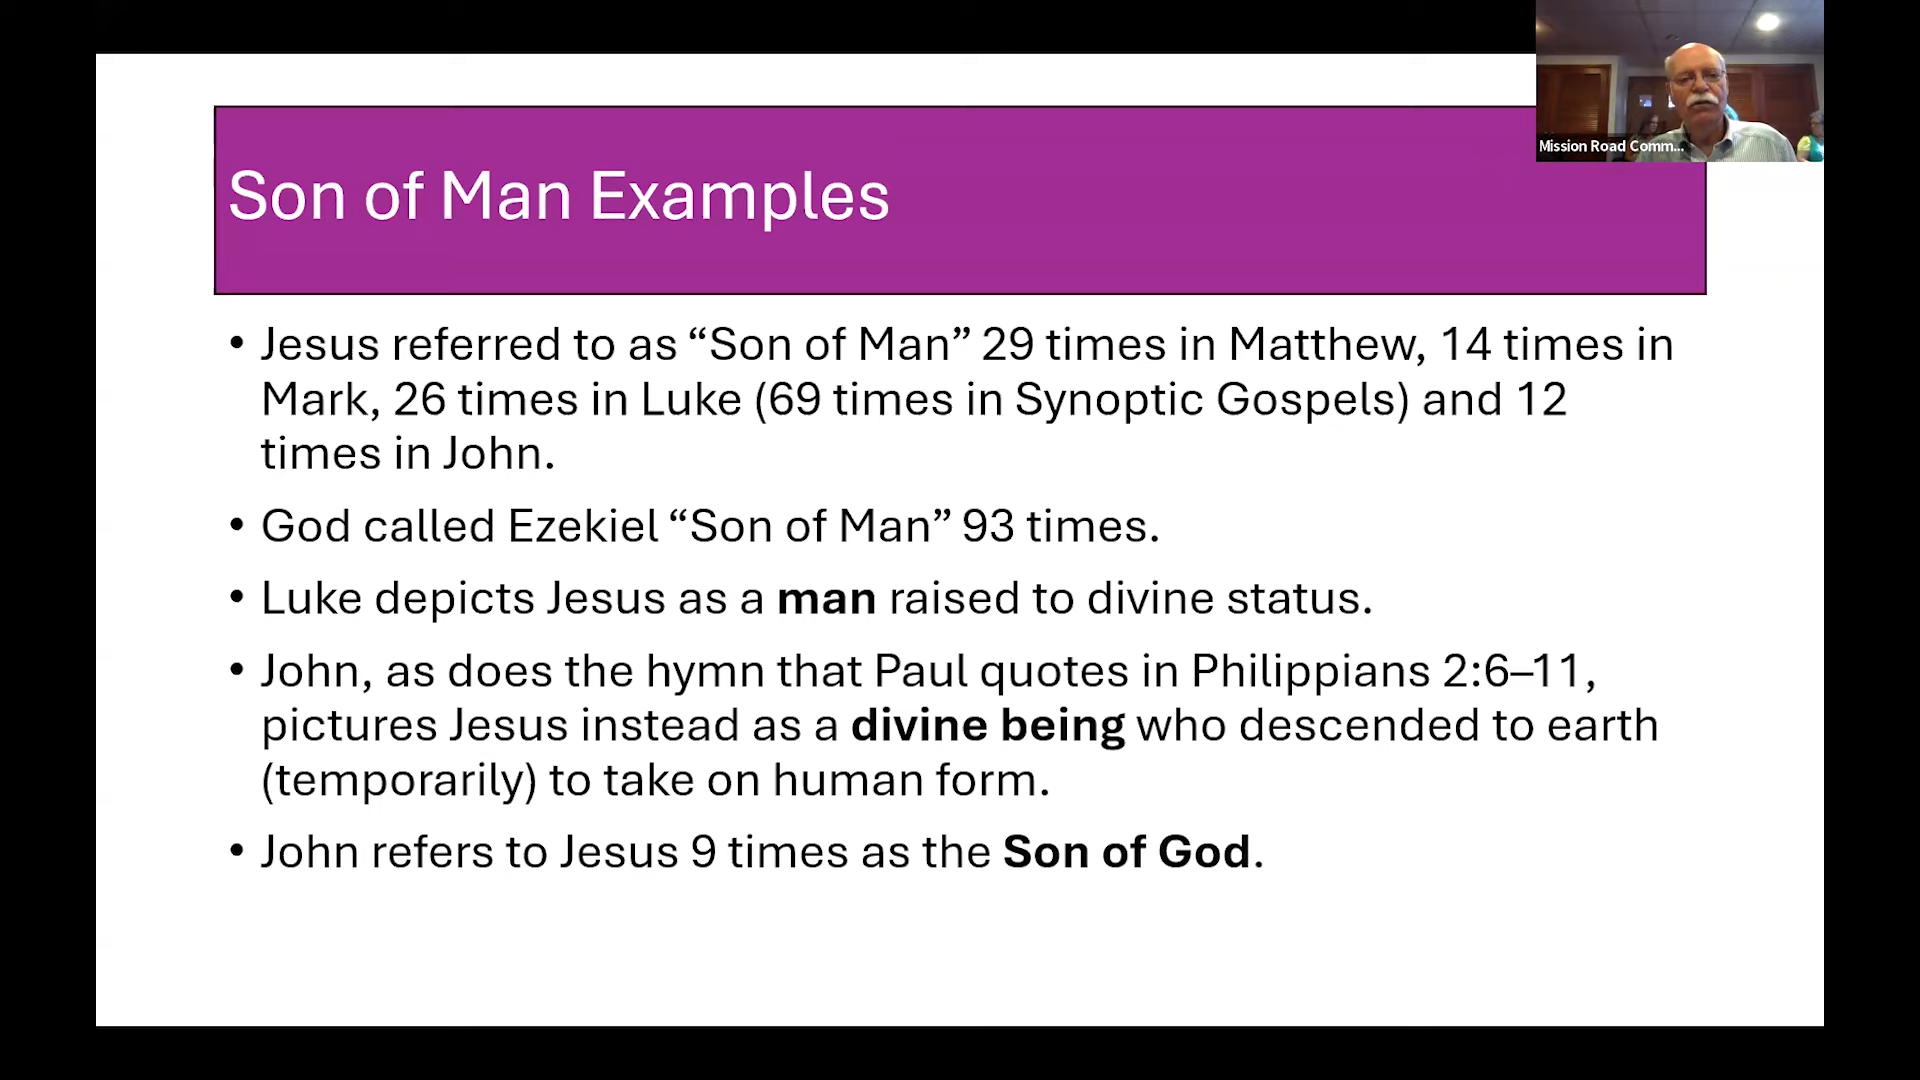 Mission Road Comm...
Son of Man Examples
• Jesus referred to as “Son of Man” 29 times in Matthew, 14 times in
Mark, 26 times in Luke (69 times in Synoptic Gospels) and 12
times in John.
• God called Ezekiel “Son of Man” 93 times.
• Luke depicts Jesus as a man raised to divine status.
• John, as does the hymn that Paul quotes in Philippians 2:6–11,
pictures Jesus instead as a divine being who descended to earth
(temporarily) to take on human form.
• John refers to Jesus 9 times as the Son of God.